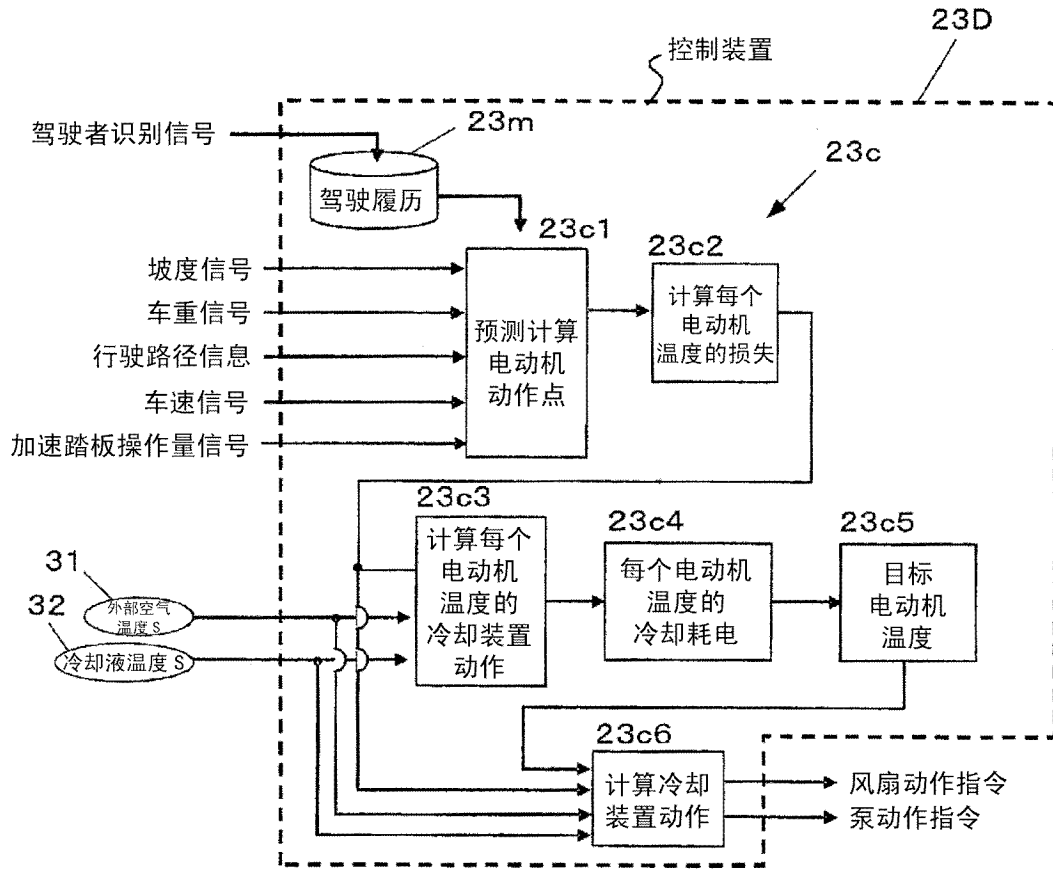 23D
控制装置
驾驶者识别信号
23m
驾驶履历
23c
23c1
23c2
坡度信号
车重信号
行驶路径信息
车速信号
加速踏板操作量信号
预测计算
电动机
动作点
计算每个
电动机
温度的损失
23c3
23c4
23c5
计算每个
电动机
温度的
冷却装置
动作
每个电动机
温度的
冷却耗电
目标
电动机
温度
31
外部空气
温度S
32
冷却液温度S
23c6
计算冷却
装置动作
风扇动作指令
泵动作指令